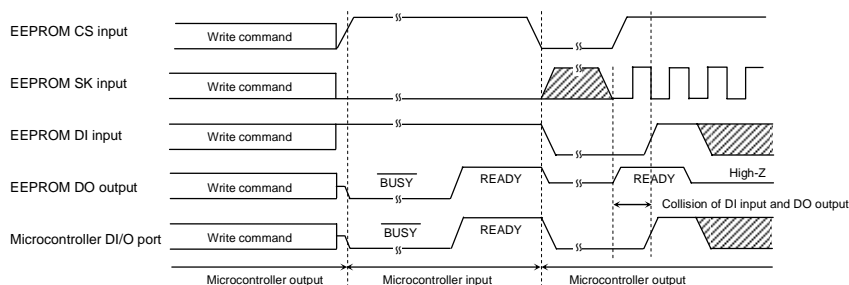 EEPROM CS input
Write command
EEPROM SK input
Write command
EEPROM DI input
Write command
EEPROM DO output
Write command
BUSY
READY
READY
High-Z
Collision of DI input and DO output
Microcontroller DI/O port
Write command
BUSY
READY
Microcontroller output
Microcontroller input
Microcontroller output